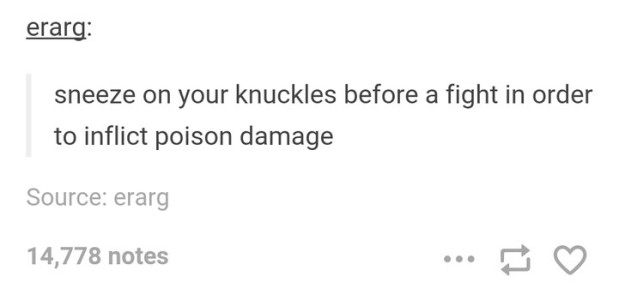 erarg:
sneeze on your knuckles before a fight in order
to inflict poison damage
Source: erarg
14,778 notes